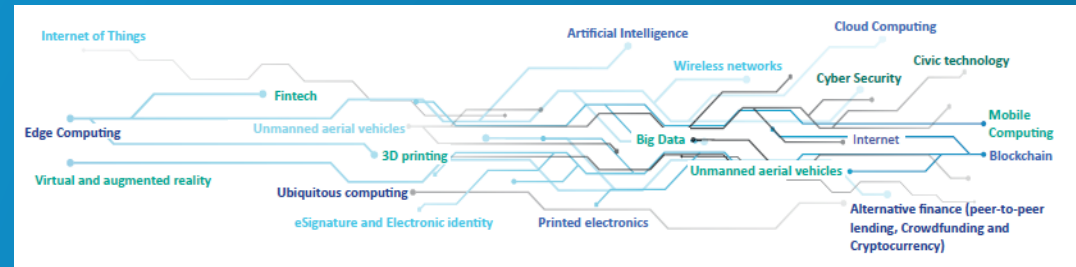 Internet of Things
Artificial Intelligence
Cloud Computing
Wireless networks
Civic technology
Cyber Security
Fintech
Mobile
Computing
Edge Computing
Unmanned aerial vehicles
Big Data
Internet
3D printing
Blockchain
Virtual and augmented reality
Unmanned aerial vehicles
Ubiquitous computing
eSignature and Electronic identity
Printed electronics
Alternative finance (peer-to-peer
lending, Crowdfunding and
Cryptocurrency)